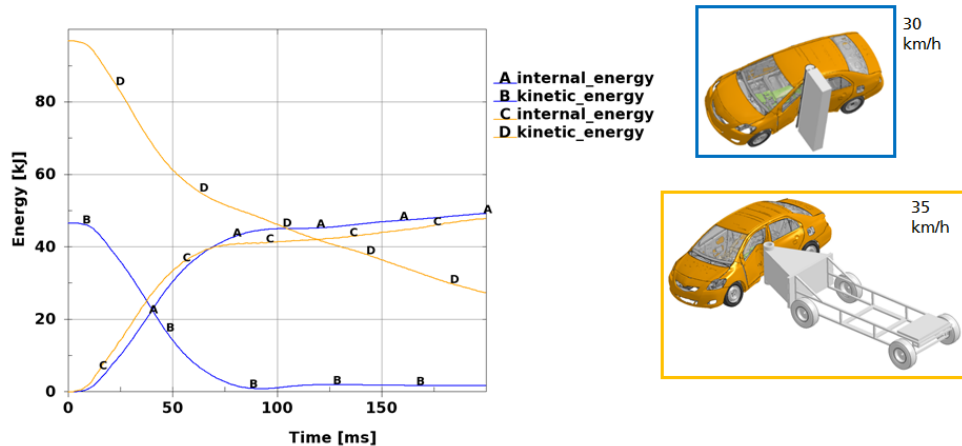 Energy [kJ]
80
60
40
20
0
0
50
100
150
Time [ms]
D
D
D
D
D
B
B
B
B
B
A
A
A
A
A
C
C
C
C
C
A internal_energy
B kinetic_energy
C internal_energy
D kinetic_energy
30
km/h
35
km/h